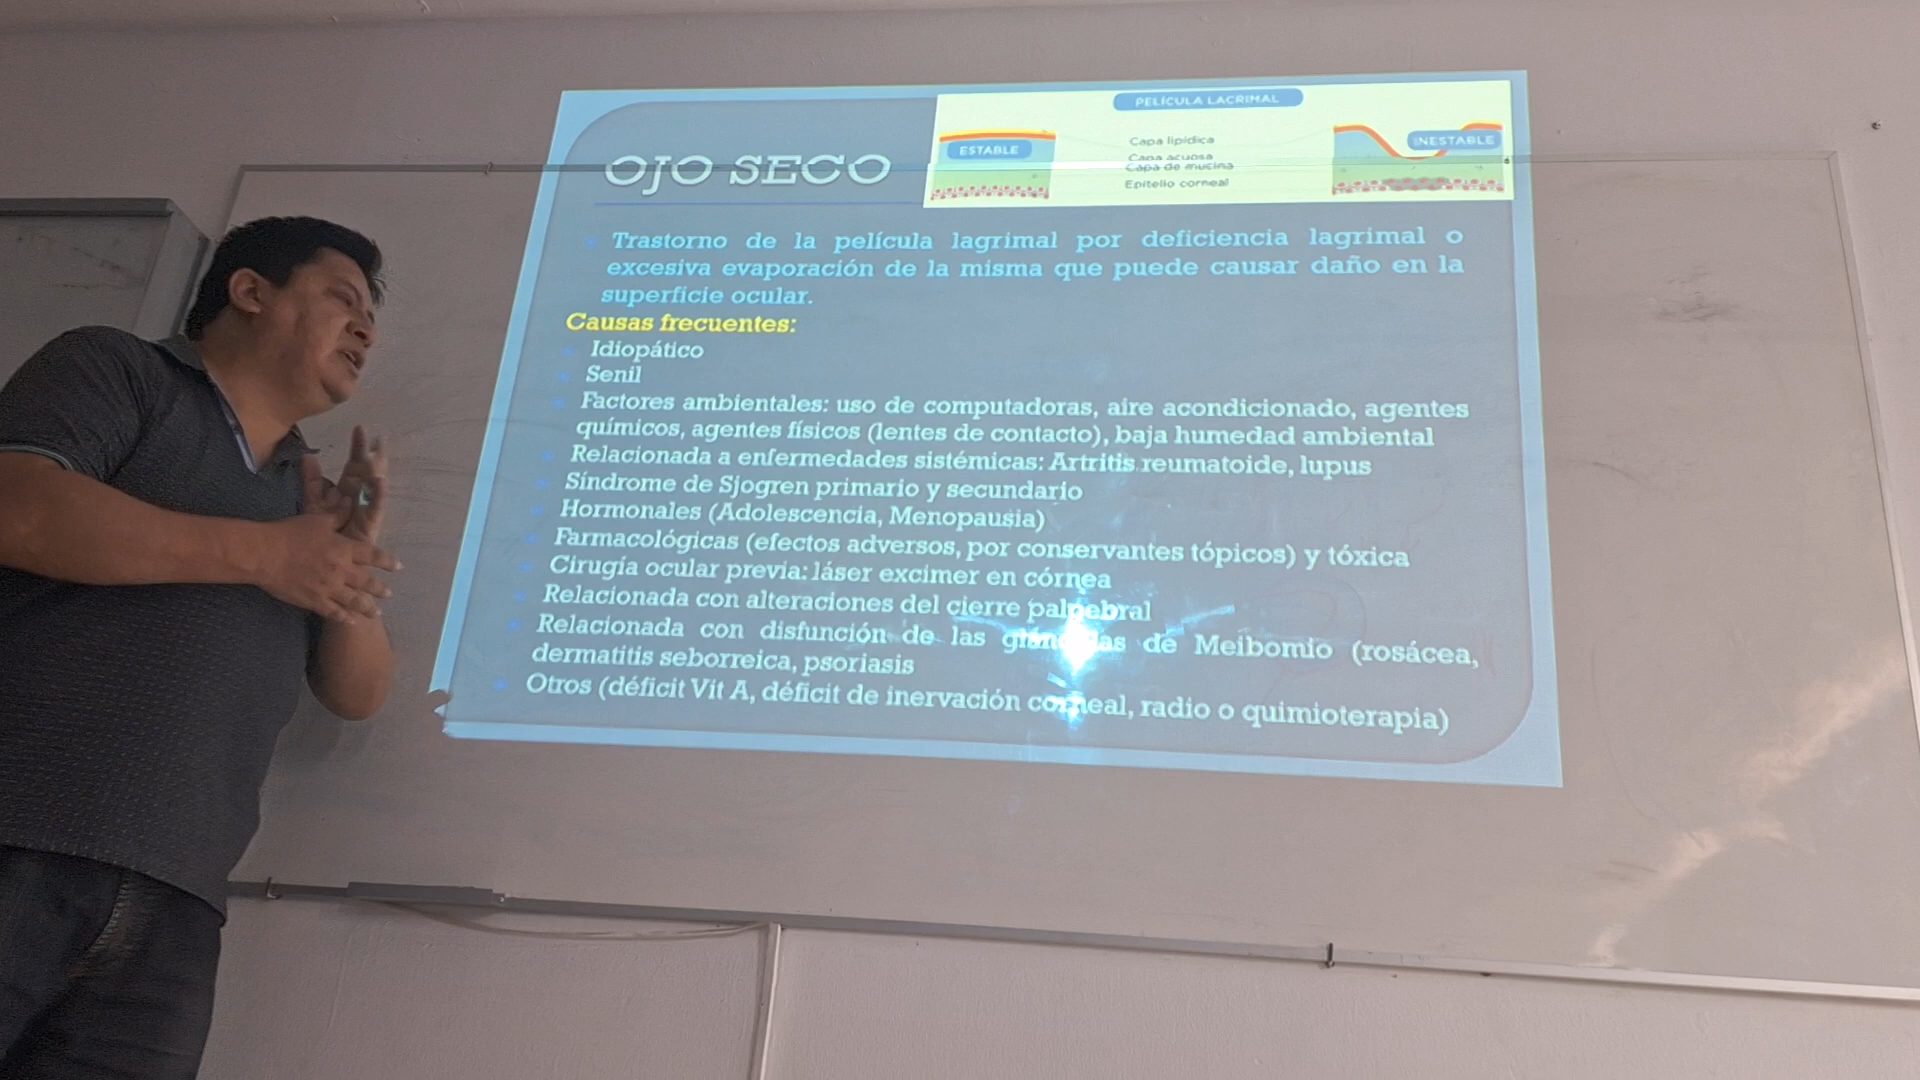 PELÍCULA LACRIMAL
ESTABLE
Capa lipídica
Capa acuosa
Capa de mucina
Epitelio corneal
INESTABLE
OJO SECO
Trastorno de la película lagrimal por deficiencia lagrimal o
excesiva evaporación de la misma que puede causar daño en la
superficie ocular.
Causas frecuentes:
Idiopático
Senil
Factores ambientales: uso de computadoras, aire acondicionado, agentes
químicos, agentes físicos (lentes de contacto), baja humedad ambiental
Relacionada a enfermedades sistémicas: Artritis reumatoide, lupus
Síndrome de Sjogren primario y secundario
Hormonales (Adolescencia, Menopausia)
Farmacológicas (efectos adversos, por conservantes tópicos) y tóxica
Cirugía ocular previa: láser excimer en córnea
Relacionada con alteraciones del cierre palpebral
Relacionada con disfunción de las glándulas de Meibomio (rosácea,
dermatitis seborreica, psoriasis
Otros (déficit Vit A, déficit de inervación corneal, radio o quimioterapia)